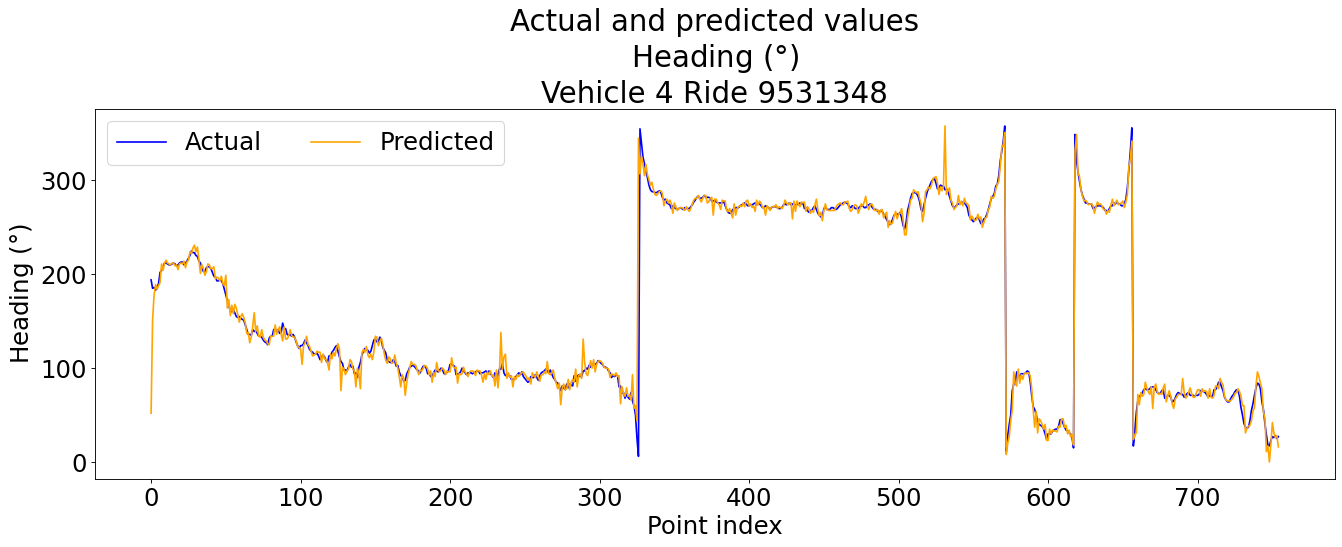 Actual and predicted values
Heading (°)
Vehicle 4 Ride 9531348
Actual
Predicted
Heading (°)
300
200
100
0
0
100
200
300
400
500
600
700
Point index